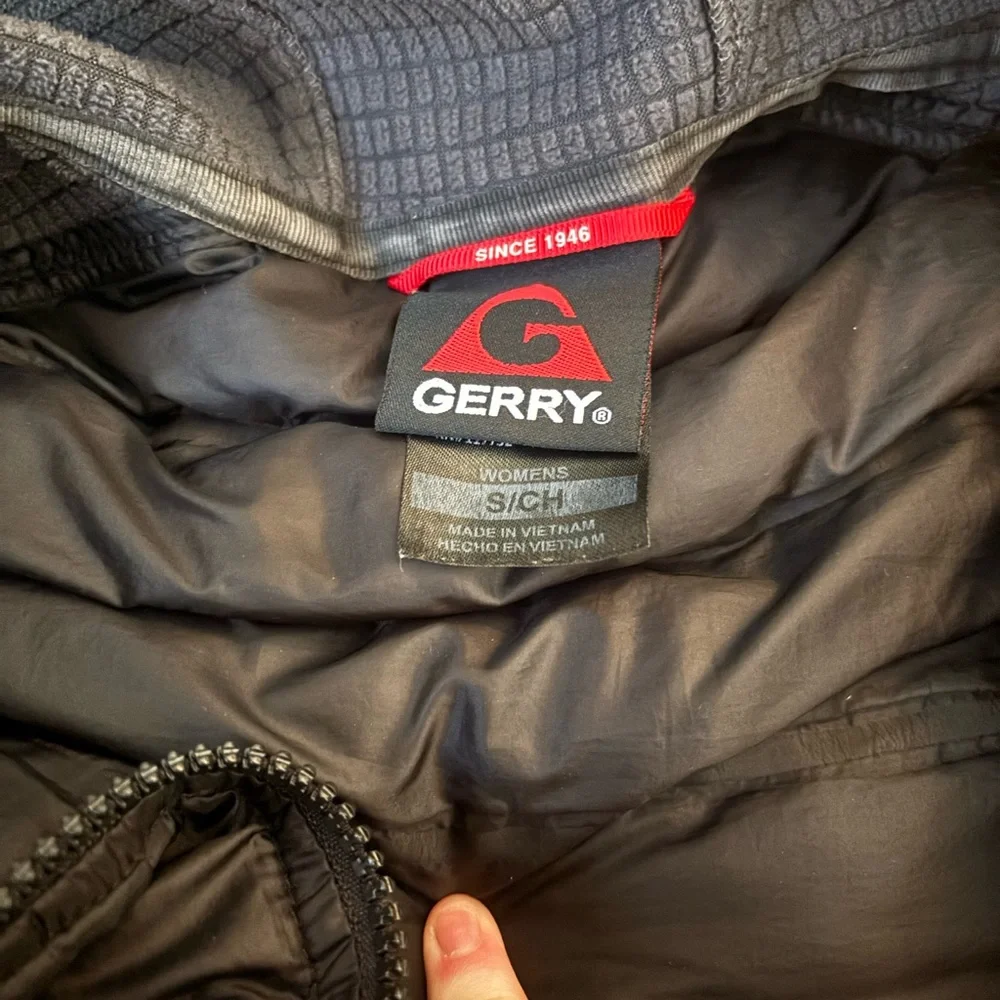 SINCE 1946
G
GERRY®
WOMENS
S/CH
MADE IN VIETNAM
HECHO EN VIETNAM